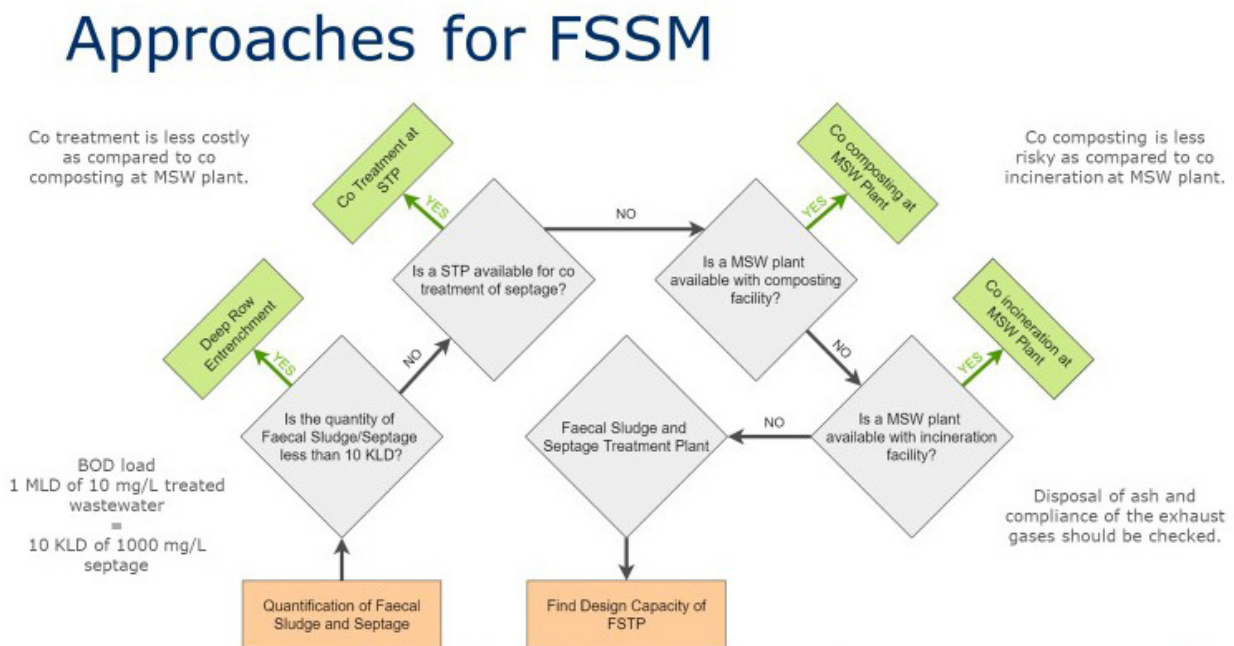 Approaches for FSSM
Co treatment is less costly
as compared to co
composting at MSW plant.
Co Treatment at
STP
YES
Is a STP available for co
treatment of septage?
NO
Co composting at
MSW Plant
YES
Is a MSW plant
available with composting
facility?
Co composting is less
risky as compared to co
incineration at MSW plant.
Deep Row
Entrenchment
YES
NO
Is the quantity of
Faecal Sludge/Septage
less than 10 KLD?
NO
Co incineration at
MSW Plant
YES
Is a MSW plant
available with incineration
facility?
NO
Faecal Sludge and
Septage Treatment Plant
BOD load
1 MLD of 10 mg/L treated
wastewater
=
10 KLD of 1000 mg/L
septage
Disposal of ash and
compliance of the exhaust
gases should be checked.
Quantification of Faecal
Sludge and Septage
Find Design Capacity of
FSTP